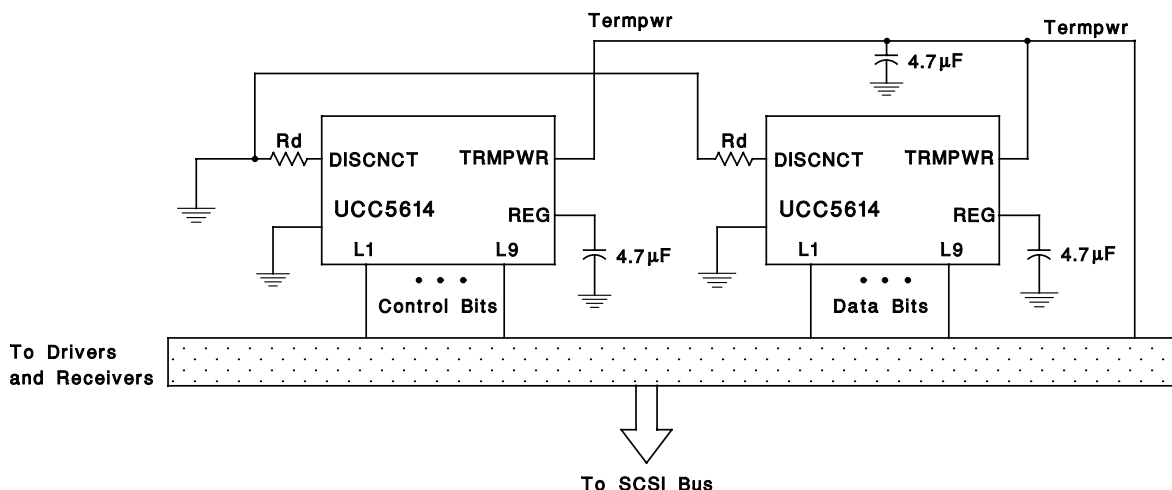 Termpwr
Termpwr
4.7µF
Rd
DISCNCT
TRMPWR
UCC5614
REG
L1
L9
4.7µF
Control Bits
Rd
DISCNCT
TRMPWR
UCC5614
REG
L1
L9
4.7µF
Data Bits
To Drivers
and Receivers
To SCSI Bus